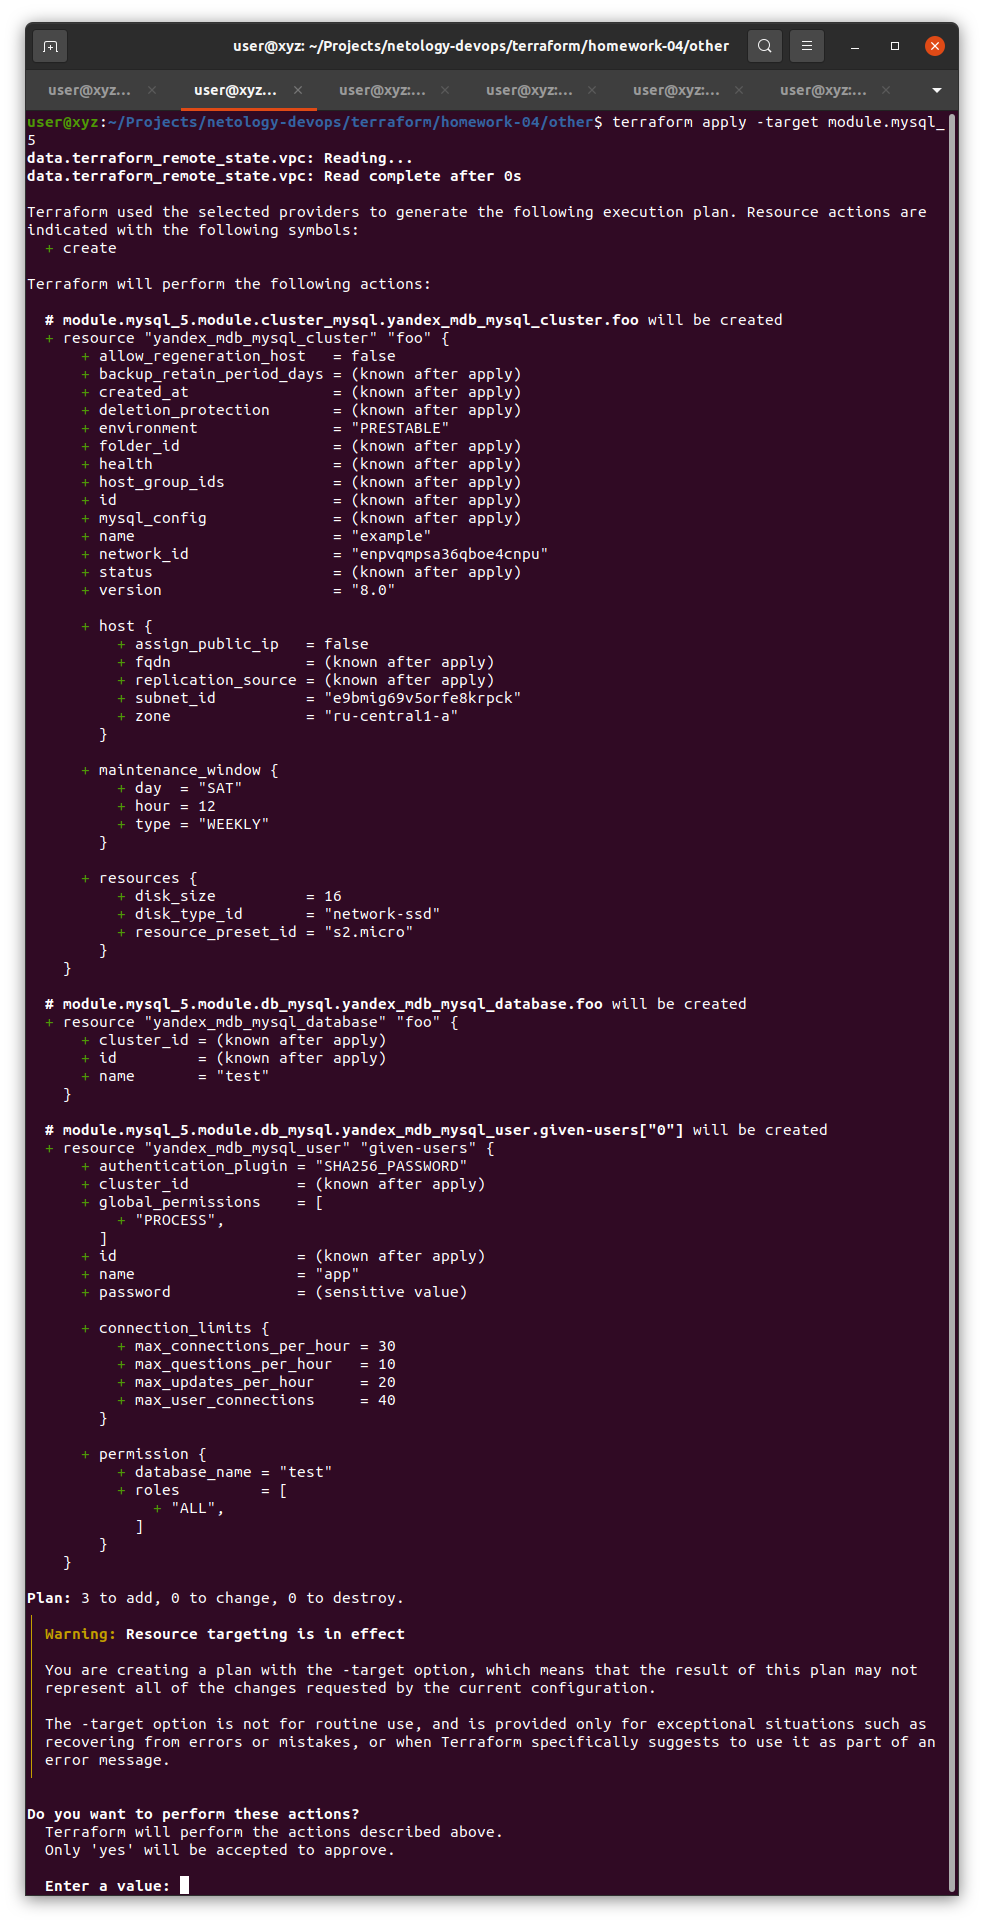 user@xyz: ~/Projects/netology-devops/terraform/homework-04/other
user@xyz... × user@xyz... × user@xyz:... × user@xyz:... × user@xyz:... × user@xyz:... ×
user@xyz:~/Projects/netology-devops/terraform/homework-04/other$ terraform apply -target module.mysql_
5
data.terraform_remote_state.vpc: Reading...
data.terraform_remote_state.vpc: Read complete after 0s

Terraform used the selected providers to generate the following execution plan. Resource actions are
indicated with the following symbols:
  + create

Terraform will perform the following actions:

  # module.mysql_5.module.cluster_mysql.yandex_mdb_mysql_cluster.foo will be created
  + resource "yandex_mdb_mysql_cluster" "foo" {
      + allow_regeneration_host   = false
      + backup_retain_period_days = (known after apply)
      + created_at                = (known after apply)
      + deletion_protection       = (known after apply)
      + environment               = "PRESTABLE"
      + folder_id                 = (known after apply)
      + health                    = (known after apply)
      + host_group_ids            = (known after apply)
      + id                        = (known after apply)
      + mysql_config              = (known after apply)
      + name                      = "example"
      + network_id                = "enpvqmpsa36qboe4cnpu"
      + status                    = (known after apply)
      + version                   = "8.0"

      + host {
          + assign_public_ip   = false
          + fqdn               = (known after apply)
          + replication_source = (known after apply)
          + subnet_id          = "e9bmig69v5orfe8krpck"
          + zone               = "ru-central1-a"
        }

      + maintenance_window {
          + day  = "SAT"
          + hour = 12
          + type = "WEEKLY"
        }

      + resources {
          + disk_size          = 16
          + disk_type_id       = "network-ssd"
          + resource_preset_id = "s2.micro"
        }
    }

  # module.mysql_5.module.db_mysql.yandex_mdb_mysql_database.foo will be created
  + resource "yandex_mdb_mysql_database" "foo" {
      + cluster_id = (known after apply)
      + id         = (known after apply)
      + name       = "test"
    }

  # module.mysql_5.module.db_mysql.yandex_mdb_mysql_user.given-users["0"] will be created
  + resource "yandex_mdb_mysql_user" "given-users" {
      + authentication_plugin = "SHA256_PASSWORD"
      + cluster_id            = (known after apply)
      + global_permissions    = [
          + "PROCESS",
        ]
      + id                    = (known after apply)
      + name                  = "app"
      + password              = (sensitive value)

      + connection_limits {
          + max_connections_per_hour = 30
          + max_questions_per_hour   = 10
          + max_updates_per_hour     = 20
          + max_user_connections     = 40
        }

      + permission {
          + database_name = "test"
          + roles         = [
              + "ALL",
            ]
        }
    }

Plan: 3 to add, 0 to change, 0 to destroy.

  Warning: Resource targeting is in effect

  You are creating a plan with the -target option, which means that the result of this plan may not
  represent all of the changes requested by the current configuration.

  The -target option is not for routine use, and is provided only for exceptional situations such as
  recovering from errors or mistakes, or when Terraform specifically suggests to use it as part of an
  error message.

Do you want to perform these actions?
  Terraform will perform the actions described above.
  Only 'yes' will be accepted to approve.

  Enter a value: